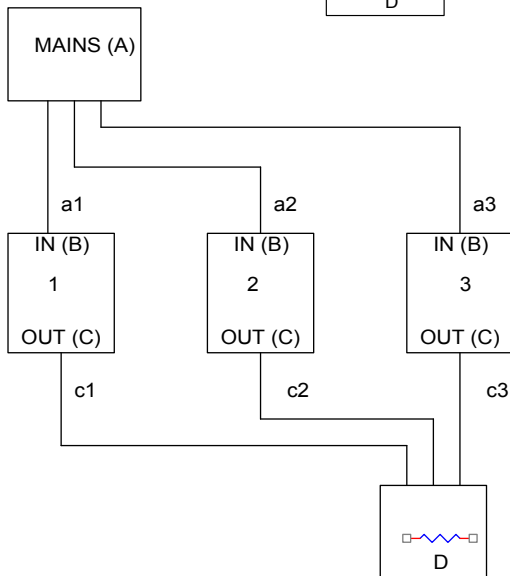 D
MAINS (A)
a1
a2
a3
IN (B)
IN (B)
IN (B)
1
2
3
OUT (C)
OUT (C)
OUT (C)
c1
c2
c3
D